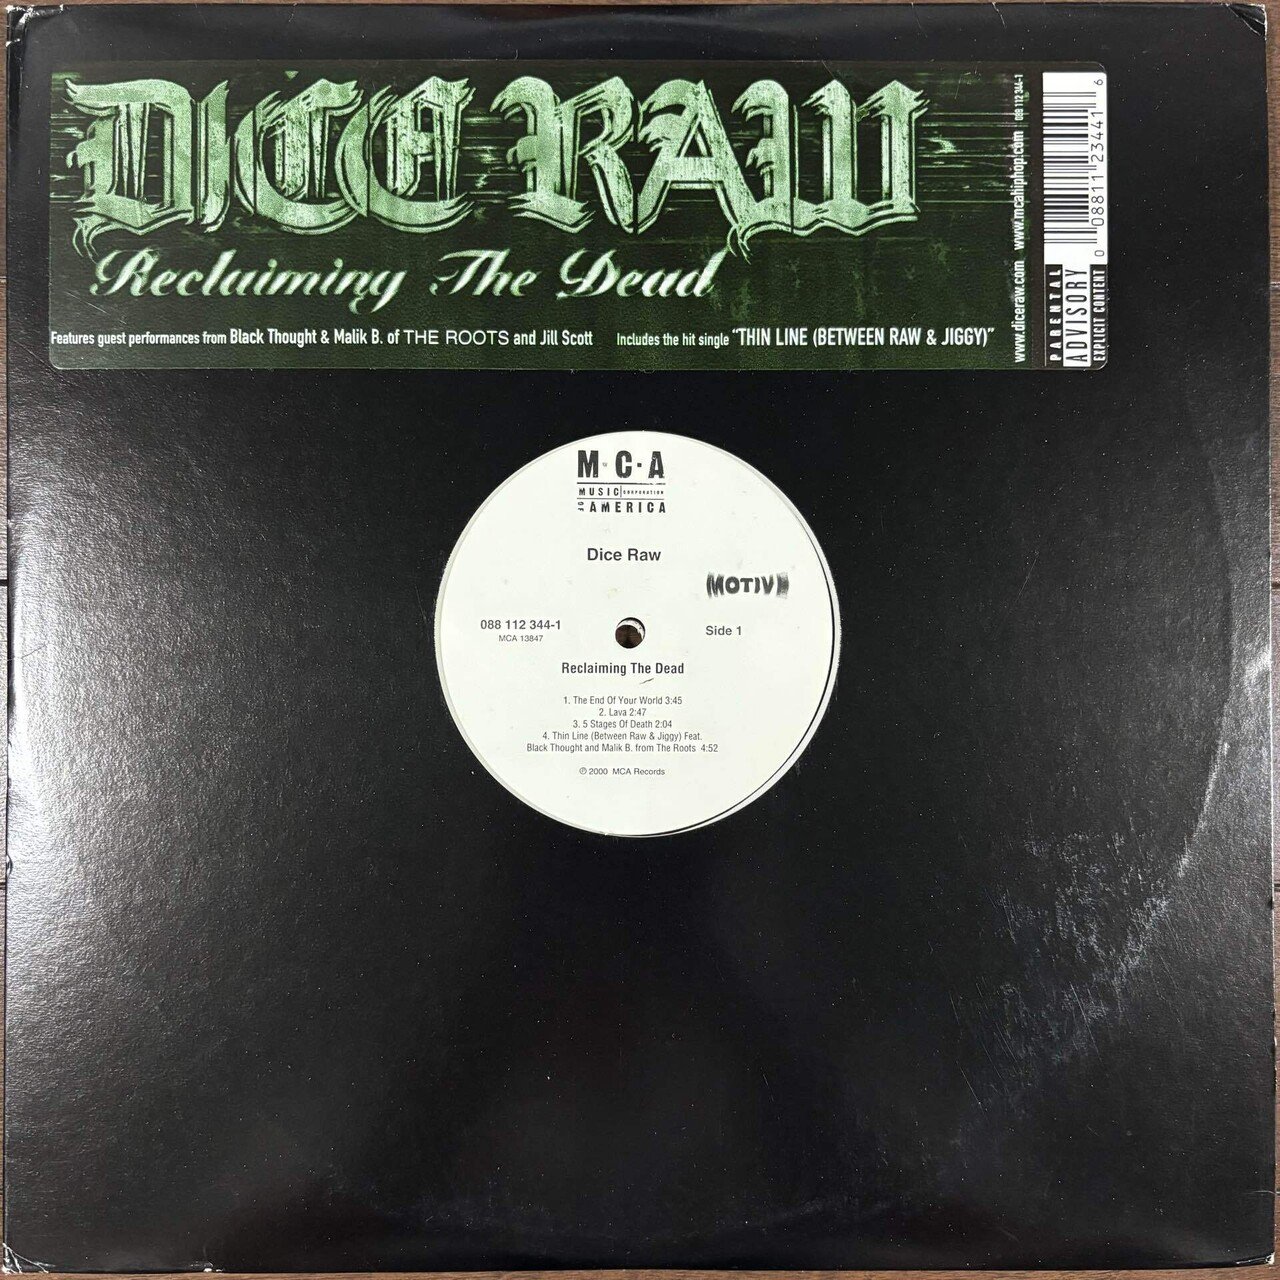 DICE RAW
Reclaiming The Dead
Features guest performances from Black Thought & Malik B. of THE ROOTS and Jill Scott
Includes the hit single "THIN LINE (BETWEEN RAW & JIGGY)"
www.diceraw.com www.mcahiphop.com 088 112 344-1
0 08811 23441 6
PARENTAL
ADVISORY
EXPLICIT CONTENT
M·C·A
MUSIC CORPORATION
OF AMERICA
Dice Raw
MOTIV
088 112 344-1
MCA 13847
Side 1
Reclaiming The Dead
1. The End Of Your World 3:45
2. Lava 2:47
3. 5 Stages Of Death 2:04
4. Thin Line (Between Raw & Jiggy) Feat.
Black Thought and Malik B. from The Roots 4:52
℗ 2000 MCA Records